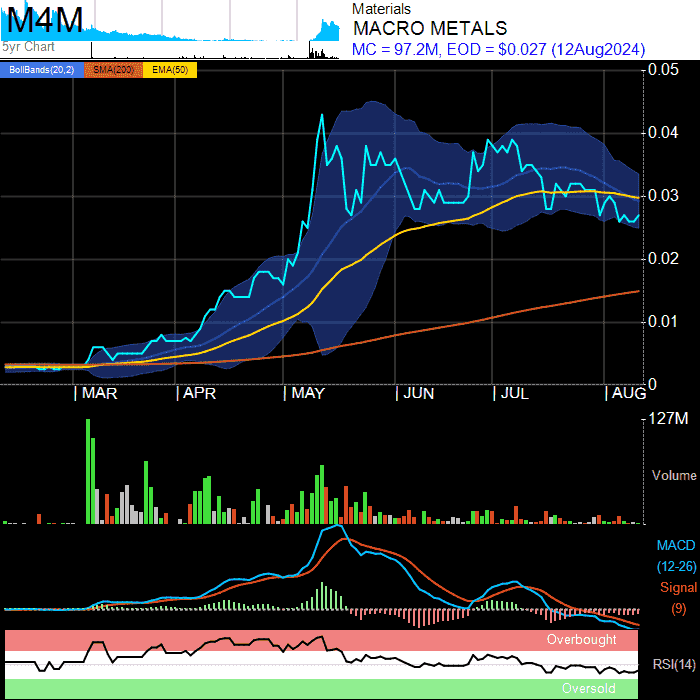 M4M
5yr Chart
Materials
MACRO METALS
MC = 97.2M, EOD = $0.027 (12Aug2024)
BollBands(20,2) SMA(200) EMA(50)
0.05
0.04
0.03
0.02
0.01
0
MAR APR MAY JUN JUL AUG
127M
Volume
MACD
(12-26)
Signal
(9)
Overbought
RSI(14)
Oversold